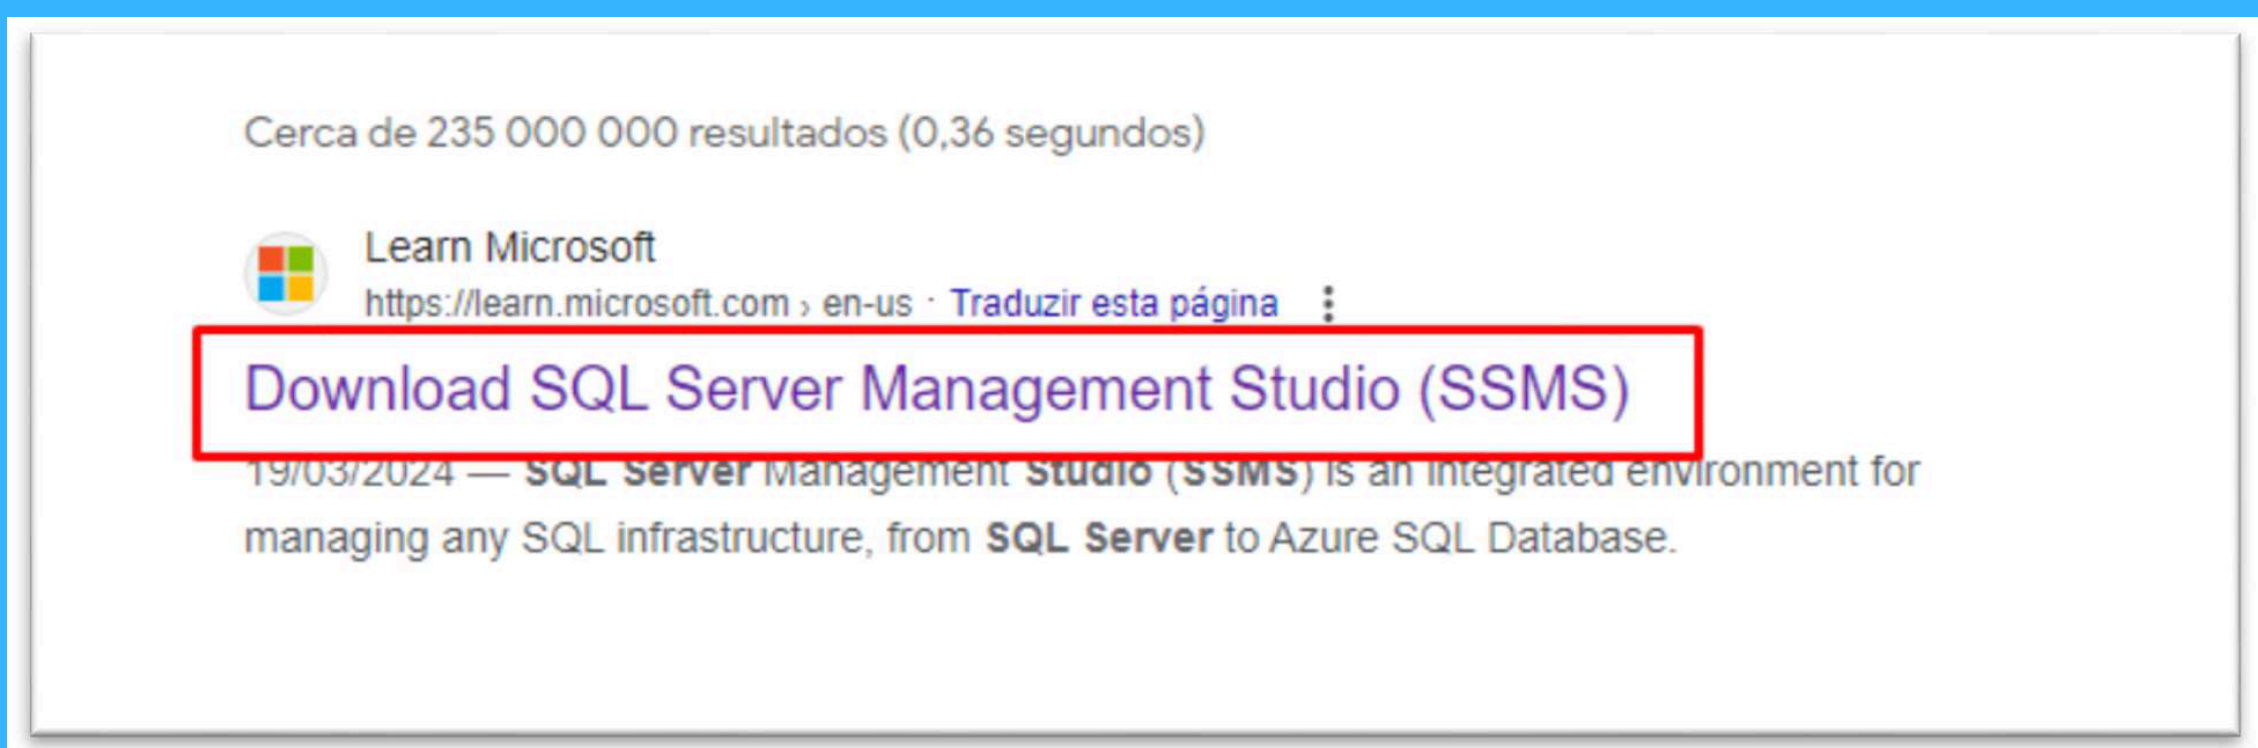 Cerca de 235 000 000 resultados (0,36 segundos)
Learn Microsoft
https://learn.microsoft.com › en-us · Traduzir esta página
Download SQL Server Management Studio (SSMS)
19/03/2024 — SQL Server Management Studio (SSMS) is an integrated environment for
managing any SQL infrastructure, from SQL Server to Azure SQL Database.